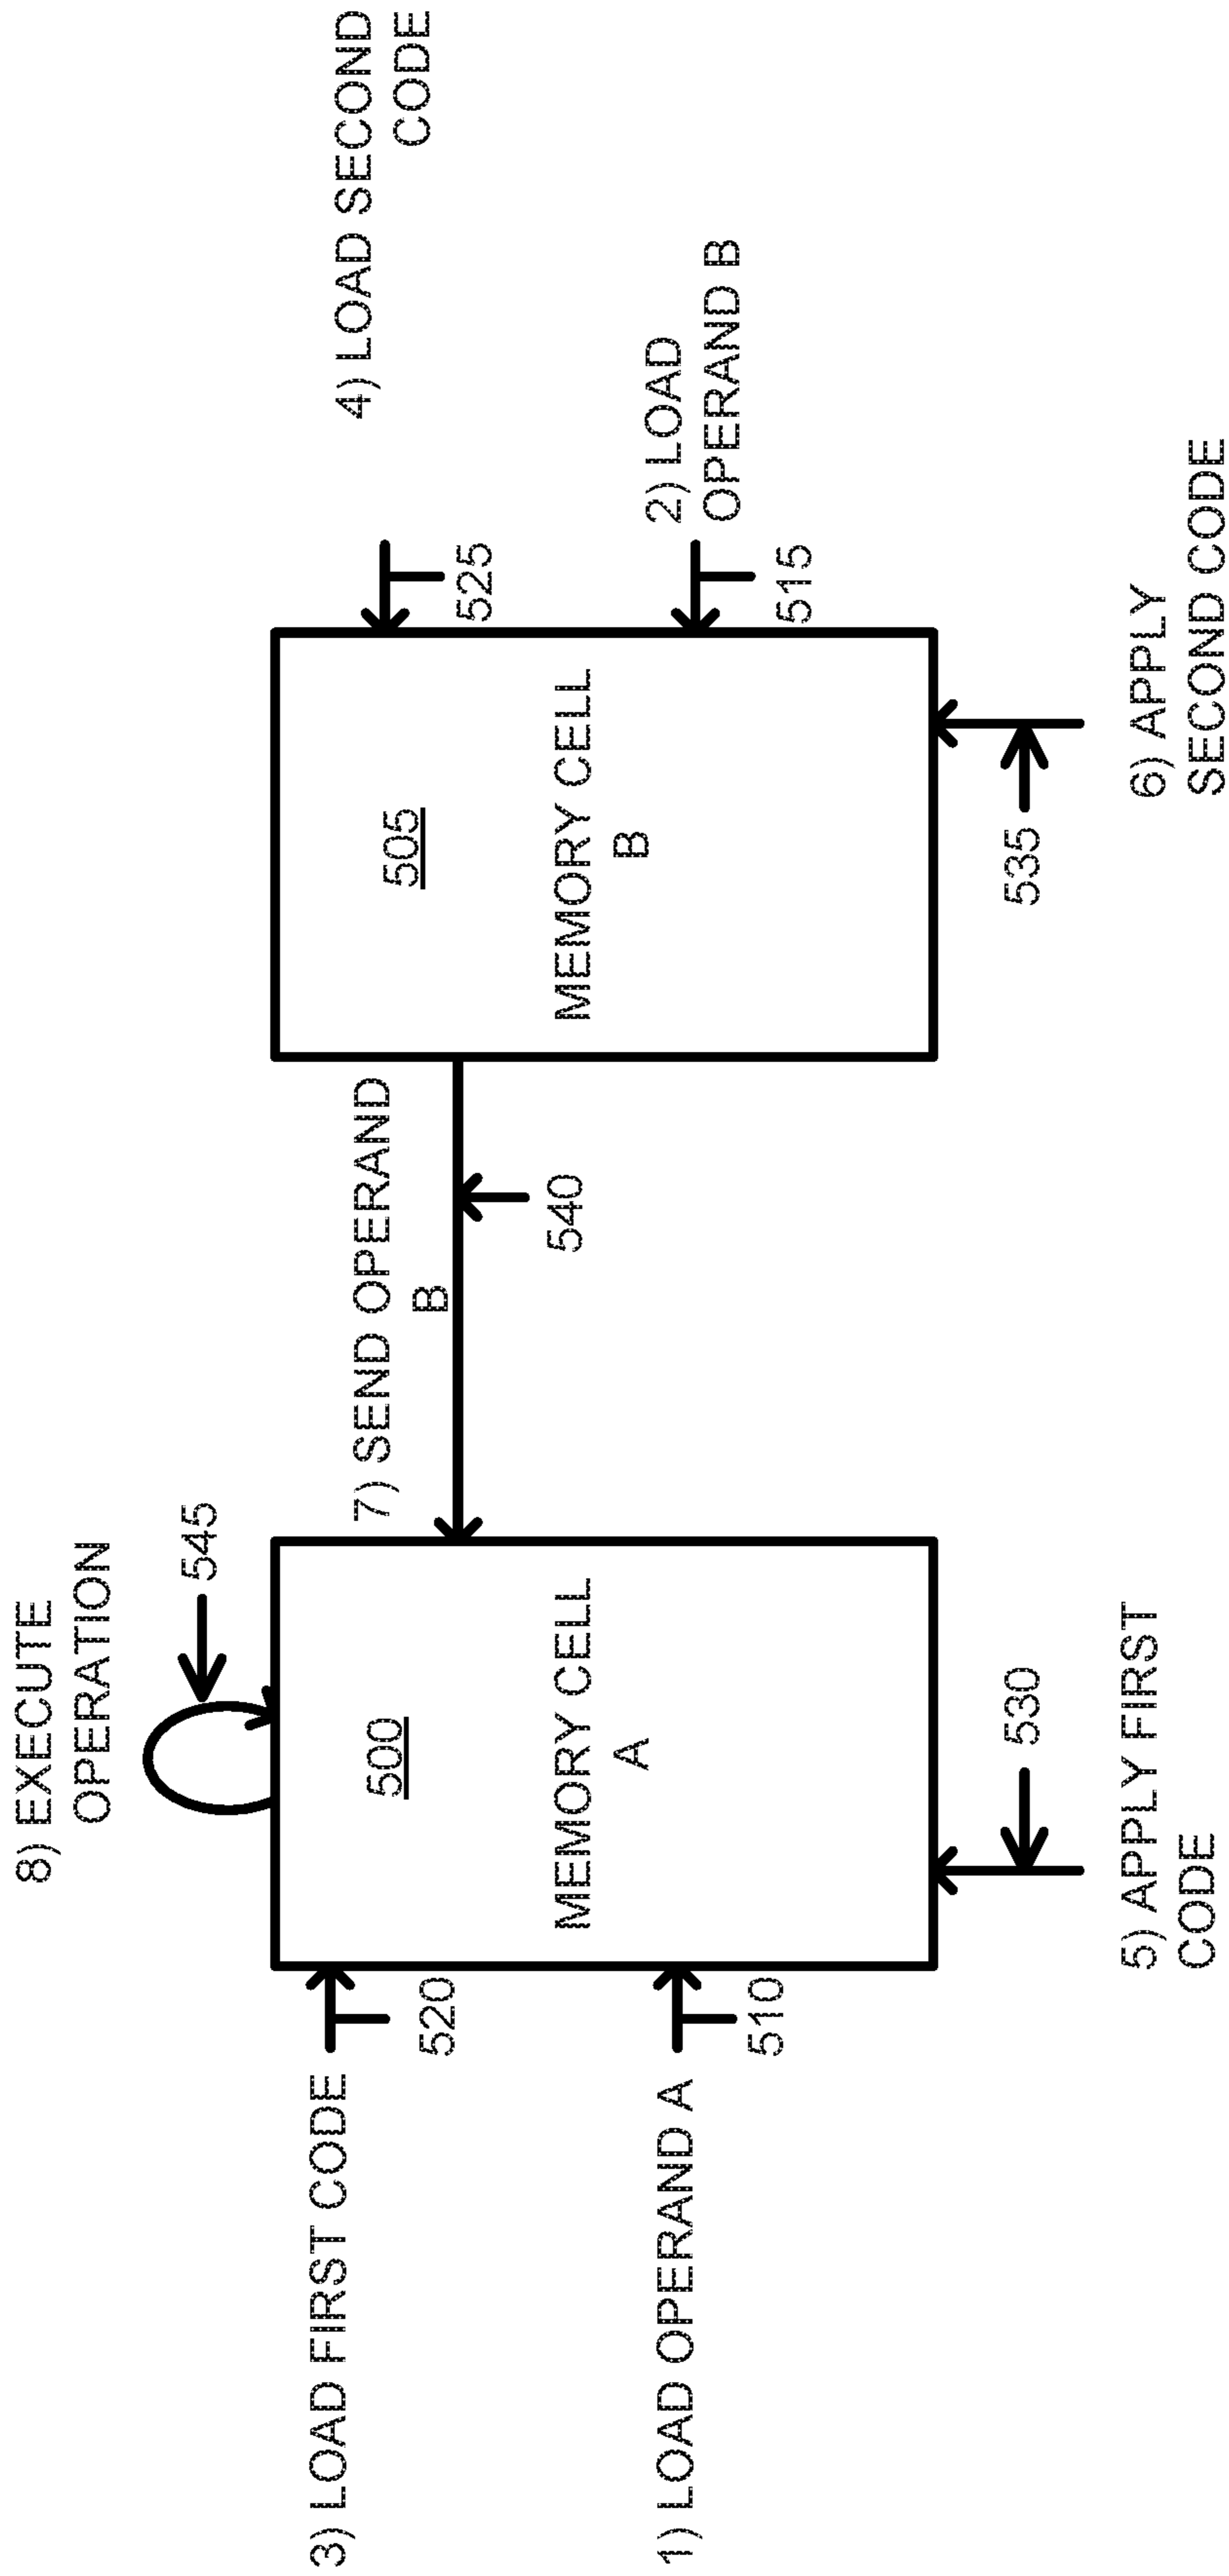 8) EXECUTE
OPERATION
545
3) LOAD FIRST CODE
520
500
MEMORY CELL
A
1) LOAD OPERAND A
510
530
5) APPLY FIRST
CODE
7) SEND OPERAND
B
540
505
MEMORY CELL
B
4) LOAD SECOND
CODE
525
2) LOAD
OPERAND B
515
535
6) APPLY
SECOND CODE